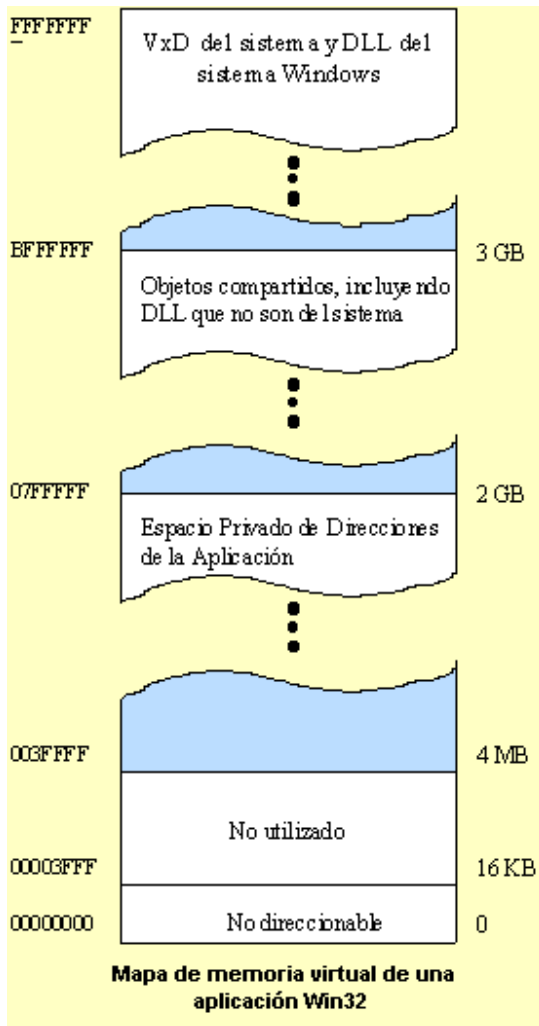 FFFFFFF
VxD del sistema y DLL del
sistema Windows
BFFFFFF
3 GB
Objetos compartidos, incluyendo
DLL que no son del sistema
07FFFFF
2 GB
Espacio Privado de Direcciones
de la Aplicación
003FFFF
4 MB
No utilizado
00003FFF
16 KB
00000000
No direccionable
0
Mapa de memoria virtual de una
aplicación Win32